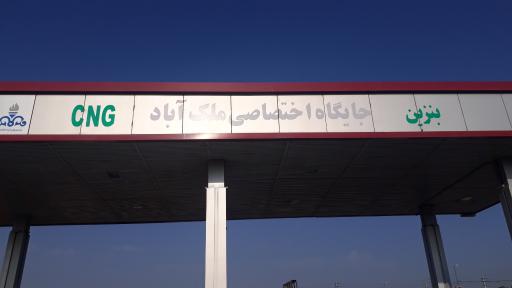 بنزین جایگاه اختصاصی ملک آباد CNG